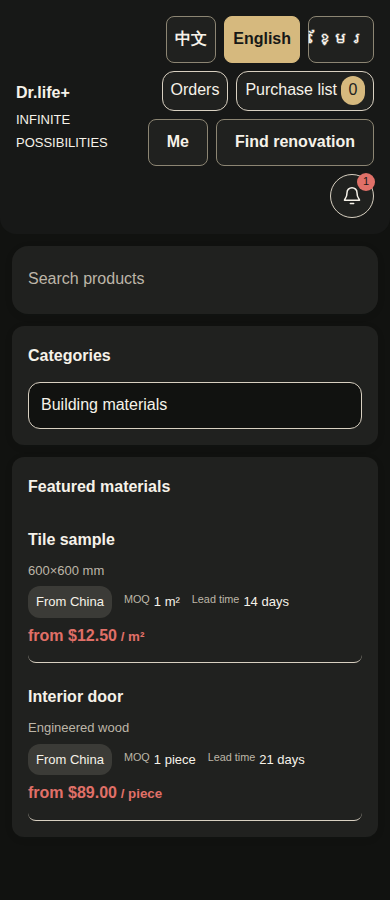 中文 English ខ្មែរ
Dr.life+
INFINITE
POSSIBILITIES
Orders Purchase list 0
Me Find renovation
1
Search products
Categories
Building materials
Featured materials
Tile sample
600×600 mm
From China MOQ 1 m² Lead time 14 days
from $12.50 / m²
Interior door
Engineered wood
From China MOQ 1 piece Lead time 21 days
from $89.00 / piece